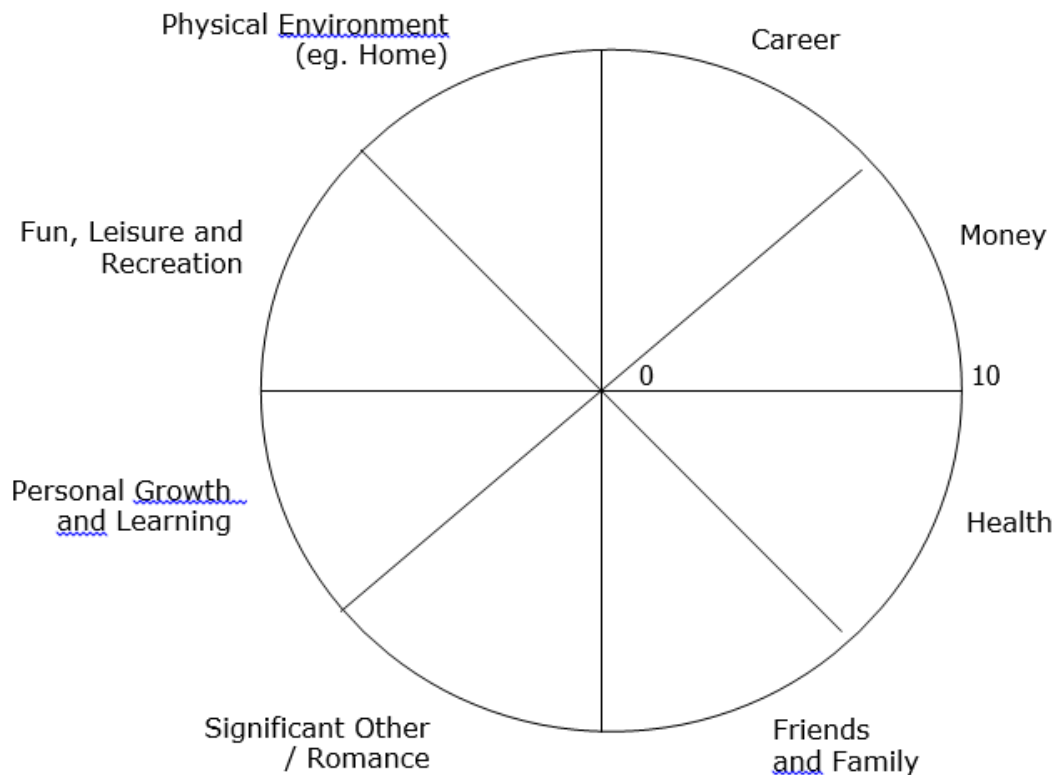 Physical Environment
(eg. Home)
Career
Fun, Leisure and
Recreation
Money
0
10
Personal Growth
and Learning
Health
Significant Other
/ Romance
Friends
and Family